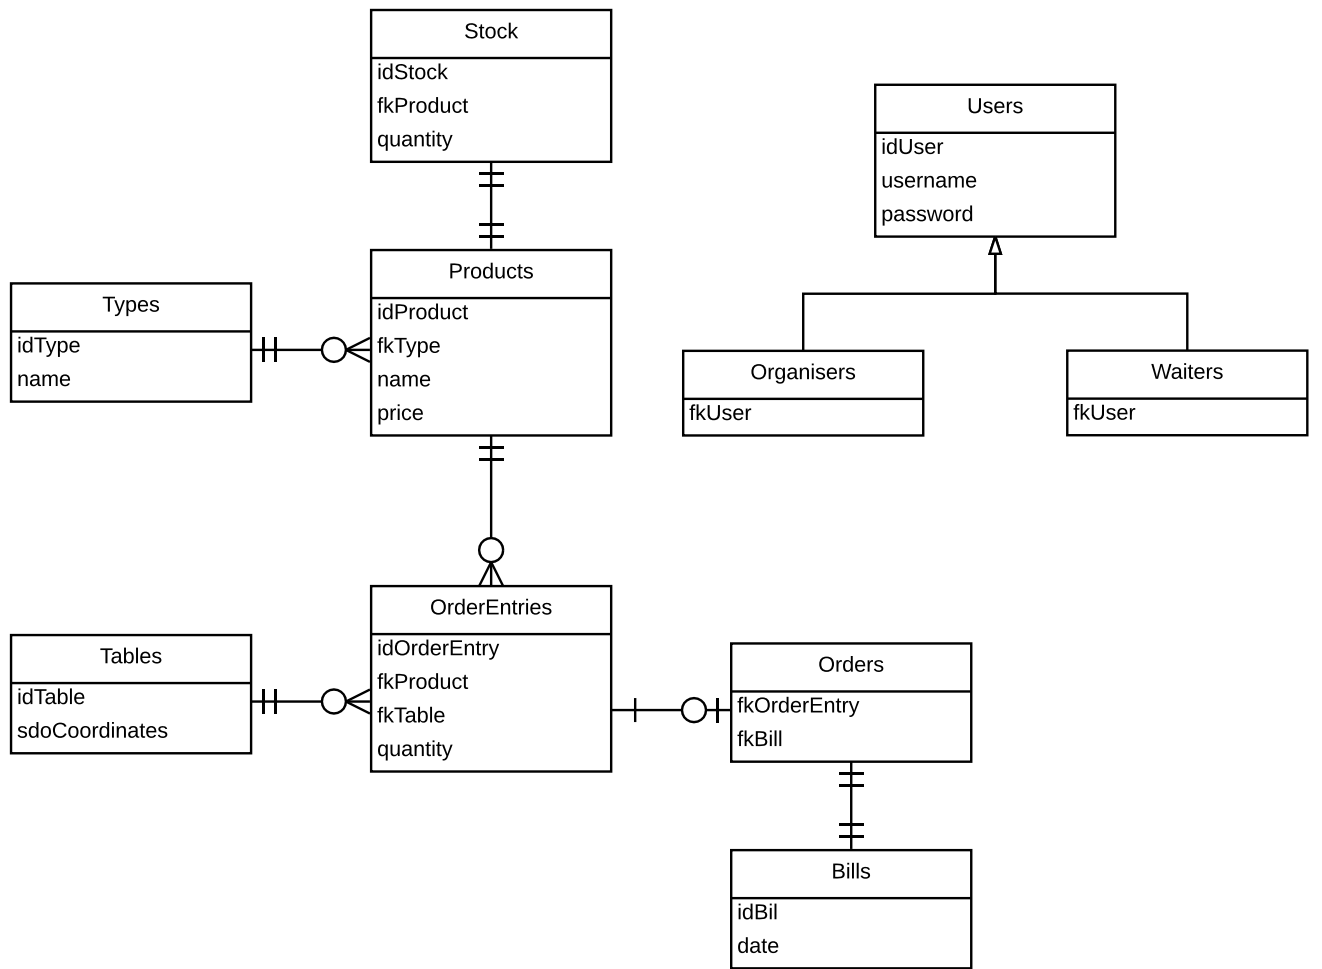 Stock
idStock
fkProduct
quantity
Users
idUser
username
password
Products
idProduct
fkType
name
price
Types
idType
name
Organisers
fkUser
Waiters
fkUser
OrderEntries
idOrderEntry
fkProduct
fkTable
quantity
Tables
idTable
sdoCoordinates
Orders
fkOrderEntry
fkBill
Bills
idBil
date